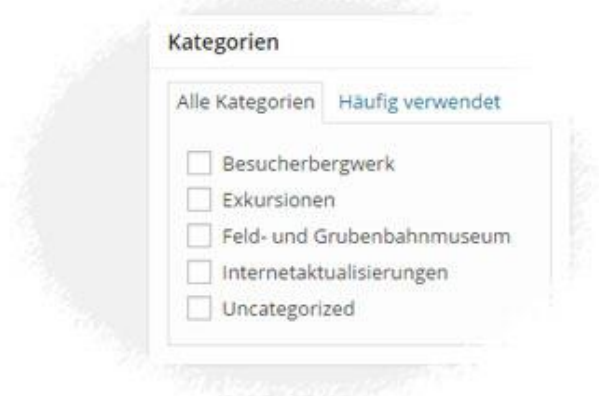 Kategorien
Alle Kategorien Häufig verwendet
Besucherbergwerk
Exkursionen
Feld- und Grubenbahnmuseum
Internetaktualisierungen
Uncategorized